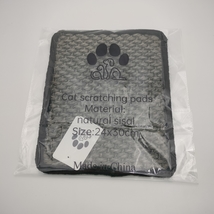 Cat scratching pads
Material:
natural sisal
Size:24x30cm
Made in China